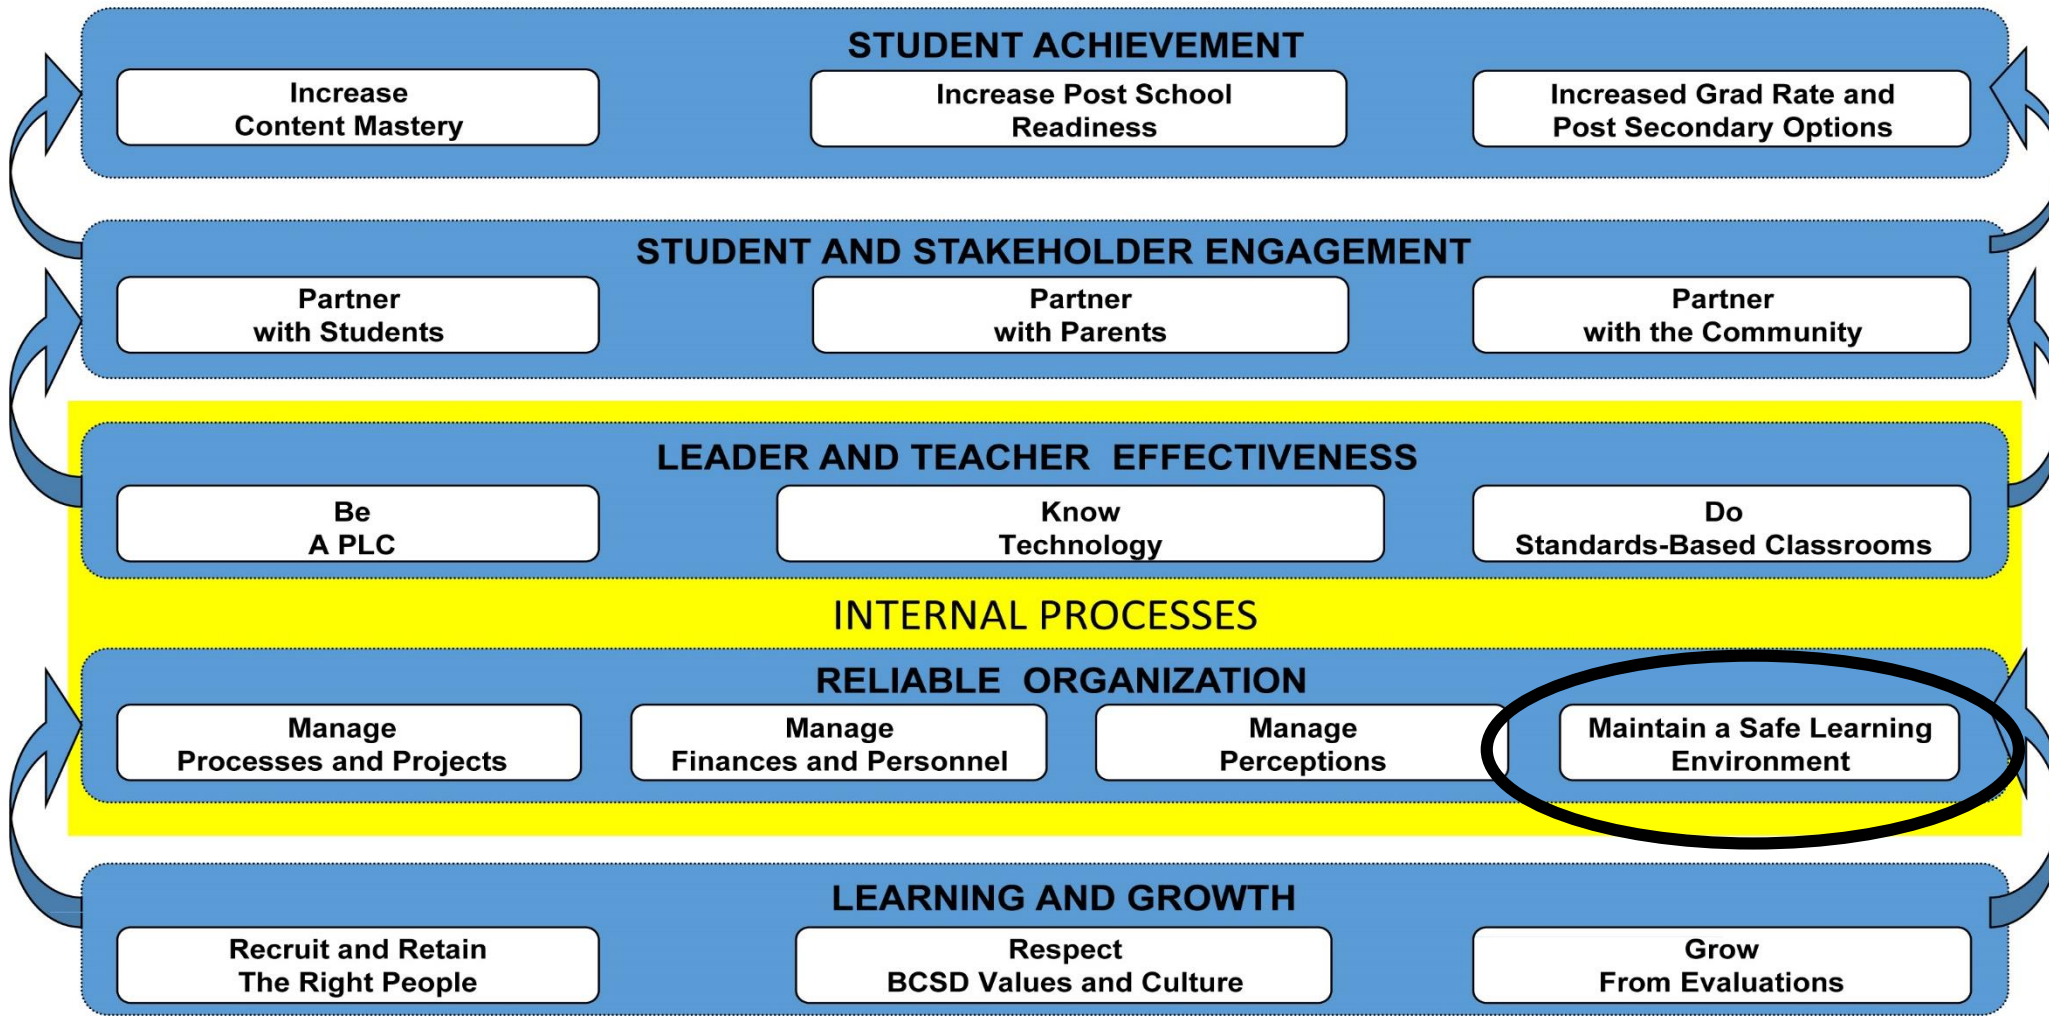 STUDENT ACHIEVEMENT
Increase
Content Mastery
Increase Post School
Readiness
Increased Grad Rate and
Post Secondary Options
STUDENT AND STAKEHOLDER ENGAGEMENT
Partner
with Students
Partner
with Parents
Partner
with the Community
LEADER AND TEACHER EFFECTIVENESS
Be
A PLC
Know
Technology
Do
Standards-Based Classrooms
INTERNAL PROCESSES
RELIABLE ORGANIZATION
Manage
Processes and Projects
Manage
Finances and Personnel
Manage
Perceptions
Maintain a Safe Learning
Environment
LEARNING AND GROWTH
Recruit and Retain
The Right People
Respect
BCSD Values and Culture
Grow
From Evaluations